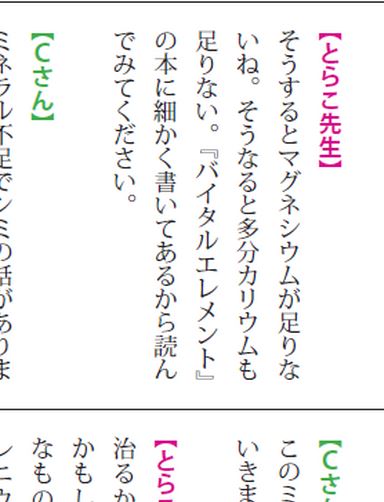 【とらこ先生】
そうするとマグネシウムが足りな
いね。そうなると多分カリウムも
足りない。『バイタルエレメント』
の本に細かく書いてあるから読ん
でみてください。
【Cさん】
ミネラル不足でシミの話がありま
【Cさ
このミ
いきま
【とら
治るか
かもし
なもの